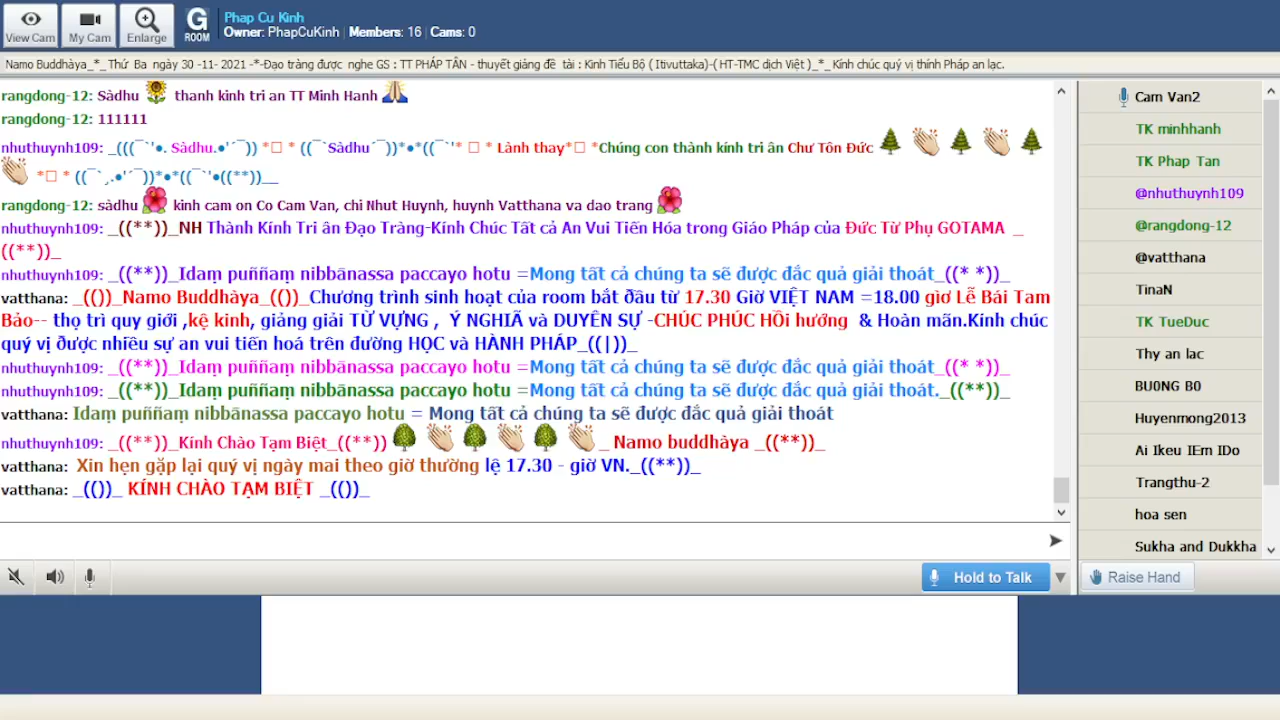 View Cam
My Cam
Enlarge
G
ROOM
Phap Cu Kinh
Owner: PhapCuKinh | Members: 16 | Cams: 0
Namo Buddhàya_*_Thứ Ba ngày 30 -11- 2021 -*-Đạo tràng được nghe GS : TT PHÁP TÂN - thuyết giảng đề tài : Kinh Tiểu Bộ ( Itivuttaka)-( HT-TMC dịch Việt )_*_Kính chúc quý vị thính Pháp an lạc.
rangdong-12: Sàdhu 🌻 thanh kinh tri an TT Minh Hanh 🙏
rangdong-12: 111111
nhuthuynh109: _(((¯`'•. Sàdhu.•'´¯)) *□ * ((¯`Sàdhu´¯))*•*((¯`'* □ * Lành thay*□ *Chúng con thành kính tri ân Chư Tôn Đức 🌲 👏 🌲 👏 🌲
👏 *□ * ((¯`¸.•'´¯))*•*((¯`'•((**))__
rangdong-12: sàdhu 🌺 kinh cam on Co Cam Van, chi Nhut Huynh, huynh Vatthana va dao trang 🌺
nhuthuynh109: _((**))_NH Thành Kính Tri ân Đạo Tràng-Kính Chúc Tất cả An Vui Tiến Hóa trong Giáo Pháp của Đức Từ Phụ GOTAMA _
((**))_
nhuthuynh109: _((**))_Idaṃ puññaṃ nibbānassa paccayo hotu =Mong tất cả chúng ta sẽ được đắc quả giải thoát_((* *))_
vatthana: _(())_Namo Buddhàya_(())_Chương trình sinh hoạt của room bắt đầu từ 17.30 Giờ VIỆT NAM =18.00 giờ Lễ Bái Tam
Bảo-- thọ trì quy giới ,kệ kinh, giảng giải TỪ VỰNG , Ý NGHIÃ và DUYÊN SỰ -CHÚC PHÚC HỒi hướng & Hoàn mãn.Kính chúc
quý vị được nhiều sự an vui tiến hoá trên đường HỌC và HÀNH PHÁP_((|))_
nhuthuynh109: _((**))_Idaṃ puññaṃ nibbānassa paccayo hotu =Mong tất cả chúng ta sẽ được đắc quả giải thoát_((* *))_
nhuthuynh109: _((**))_Idaṃ puññaṃ nibbānassa paccayo hotu =Mong tất cả chúng ta sẽ được đắc quả giải thoát._((**))_
vatthana: Idaṃ puññaṃ nibbānassa paccayo hotu = Mong tất cả chúng ta sẽ được đắc quả giải thoát
nhuthuynh109: _((**))_Kính Chào Tạm Biệt_((**)) 🌳 👏 🌳 👏 🌳 👏 _ Namo buddhàya _((**))_
vatthana: Xin hẹn gặp lại quý vị ngày mai theo giờ thường lệ 17.30 - giờ VN._((**))_
vatthana: _(())_ KÍNH CHÀO TẠM BIỆT _(())_
Cam Van2
TK minhhanh
TK Phap Tan
@nhuthuynh109
@rangdong-12
@vatthana
TinaN
TK TueDuc
Thy an lac
BU0NG B0
Huyenmong2013
Ai Ikeu IEm IDo
Trangthu-2
hoa sen
Sukha and Dukkha
Hold to Talk
Raise Hand